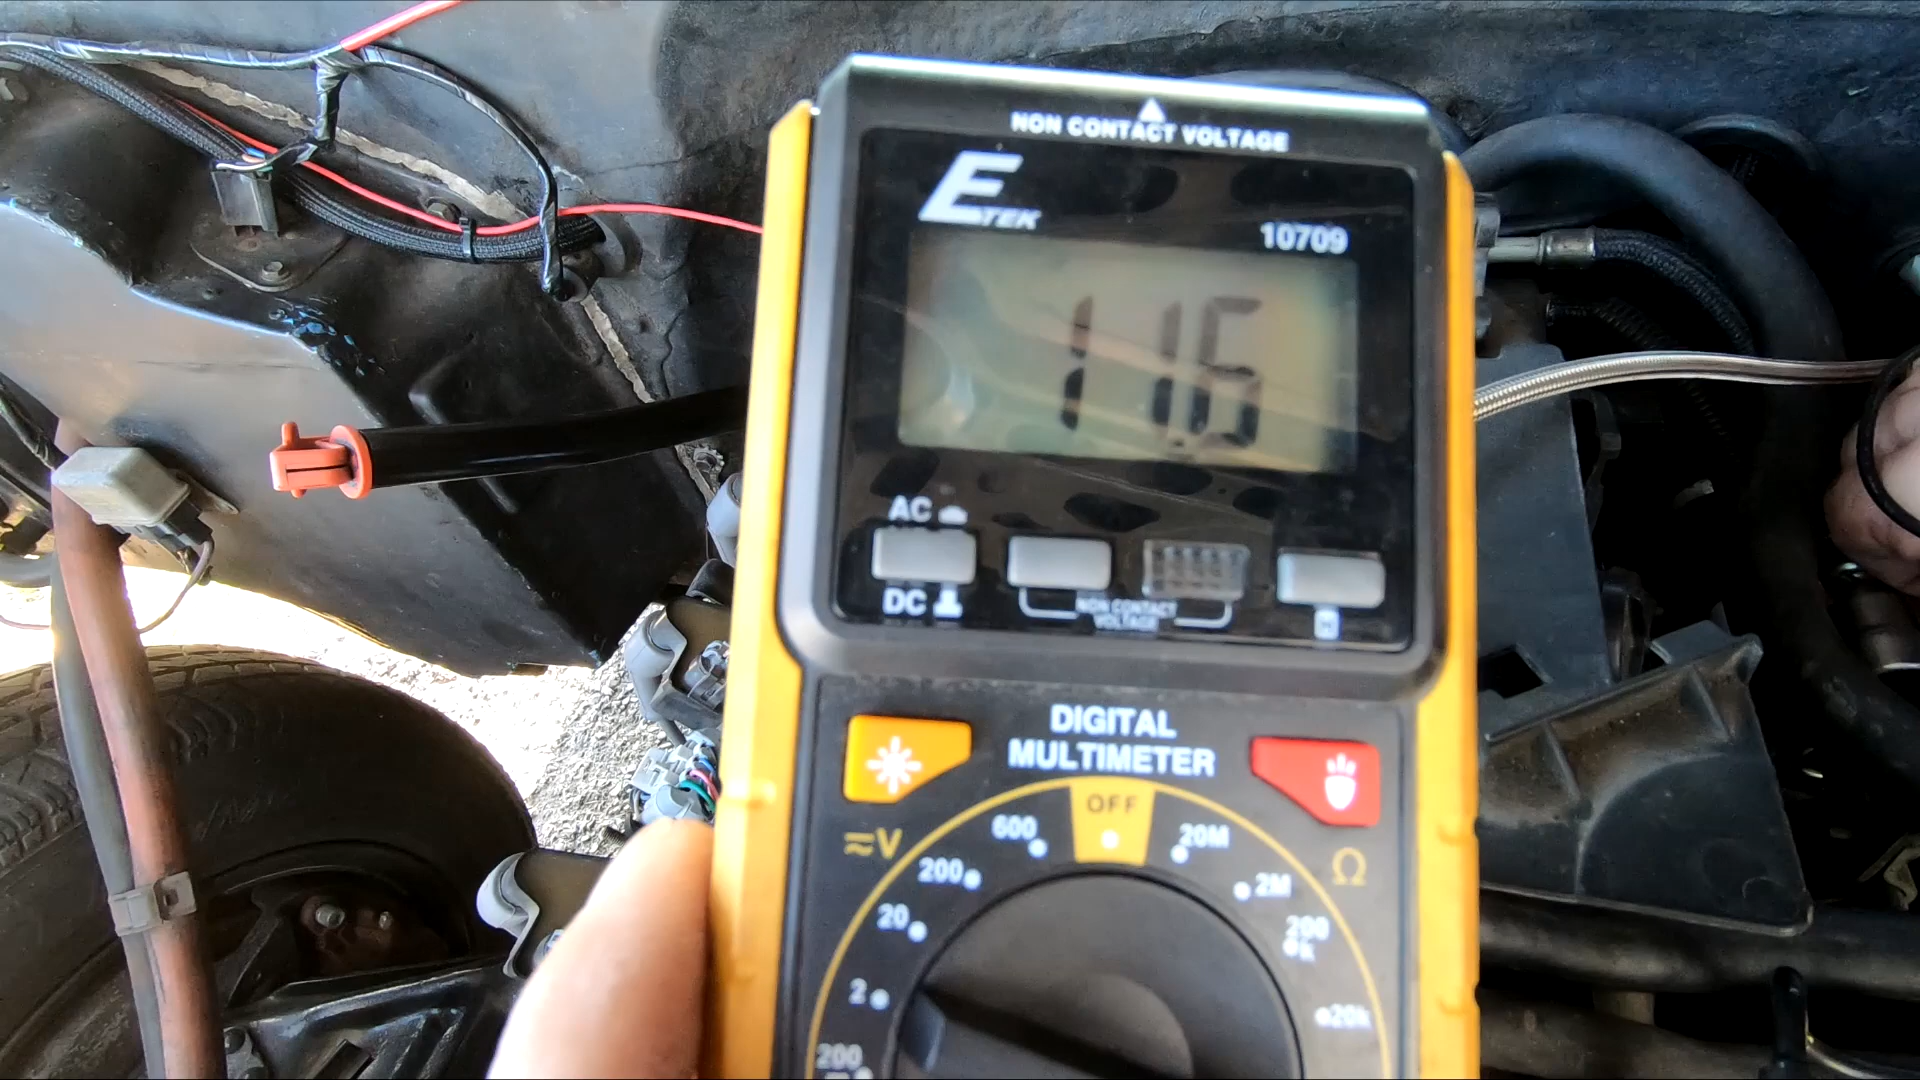 NON CONTACT VOLTAGE
ETEK
10709
11.6
AC
DC
NON CONTACT
VOLTAGE
H
DIGITAL
MULTIMETER
OFF
≂V
600
20M
Ω
200
2M
20
200
k
2
20k
200